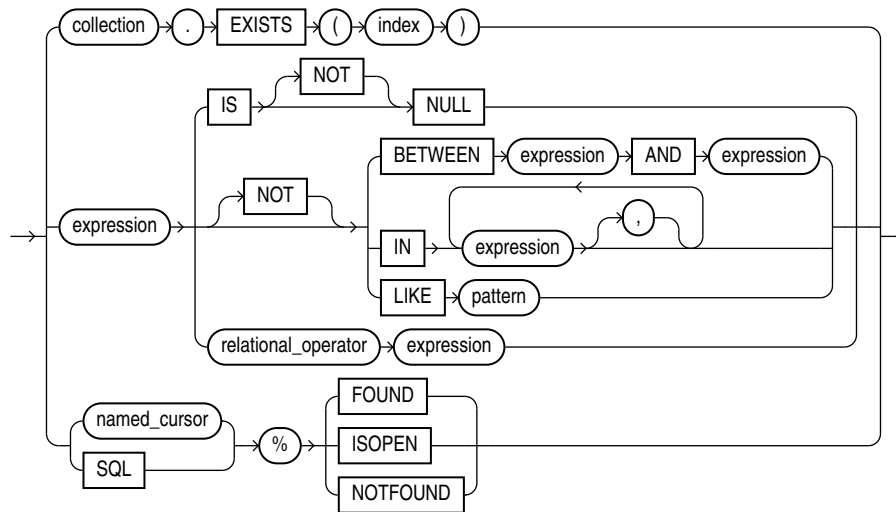 collection . EXISTS ( index )
NOT
IS NULL
BETWEEN expression AND expression
NOT
,
expression
IN expression
LIKE pattern
relational_operator expression
FOUND
named_cursor
% ISOPEN
SQL
NOTFOUND